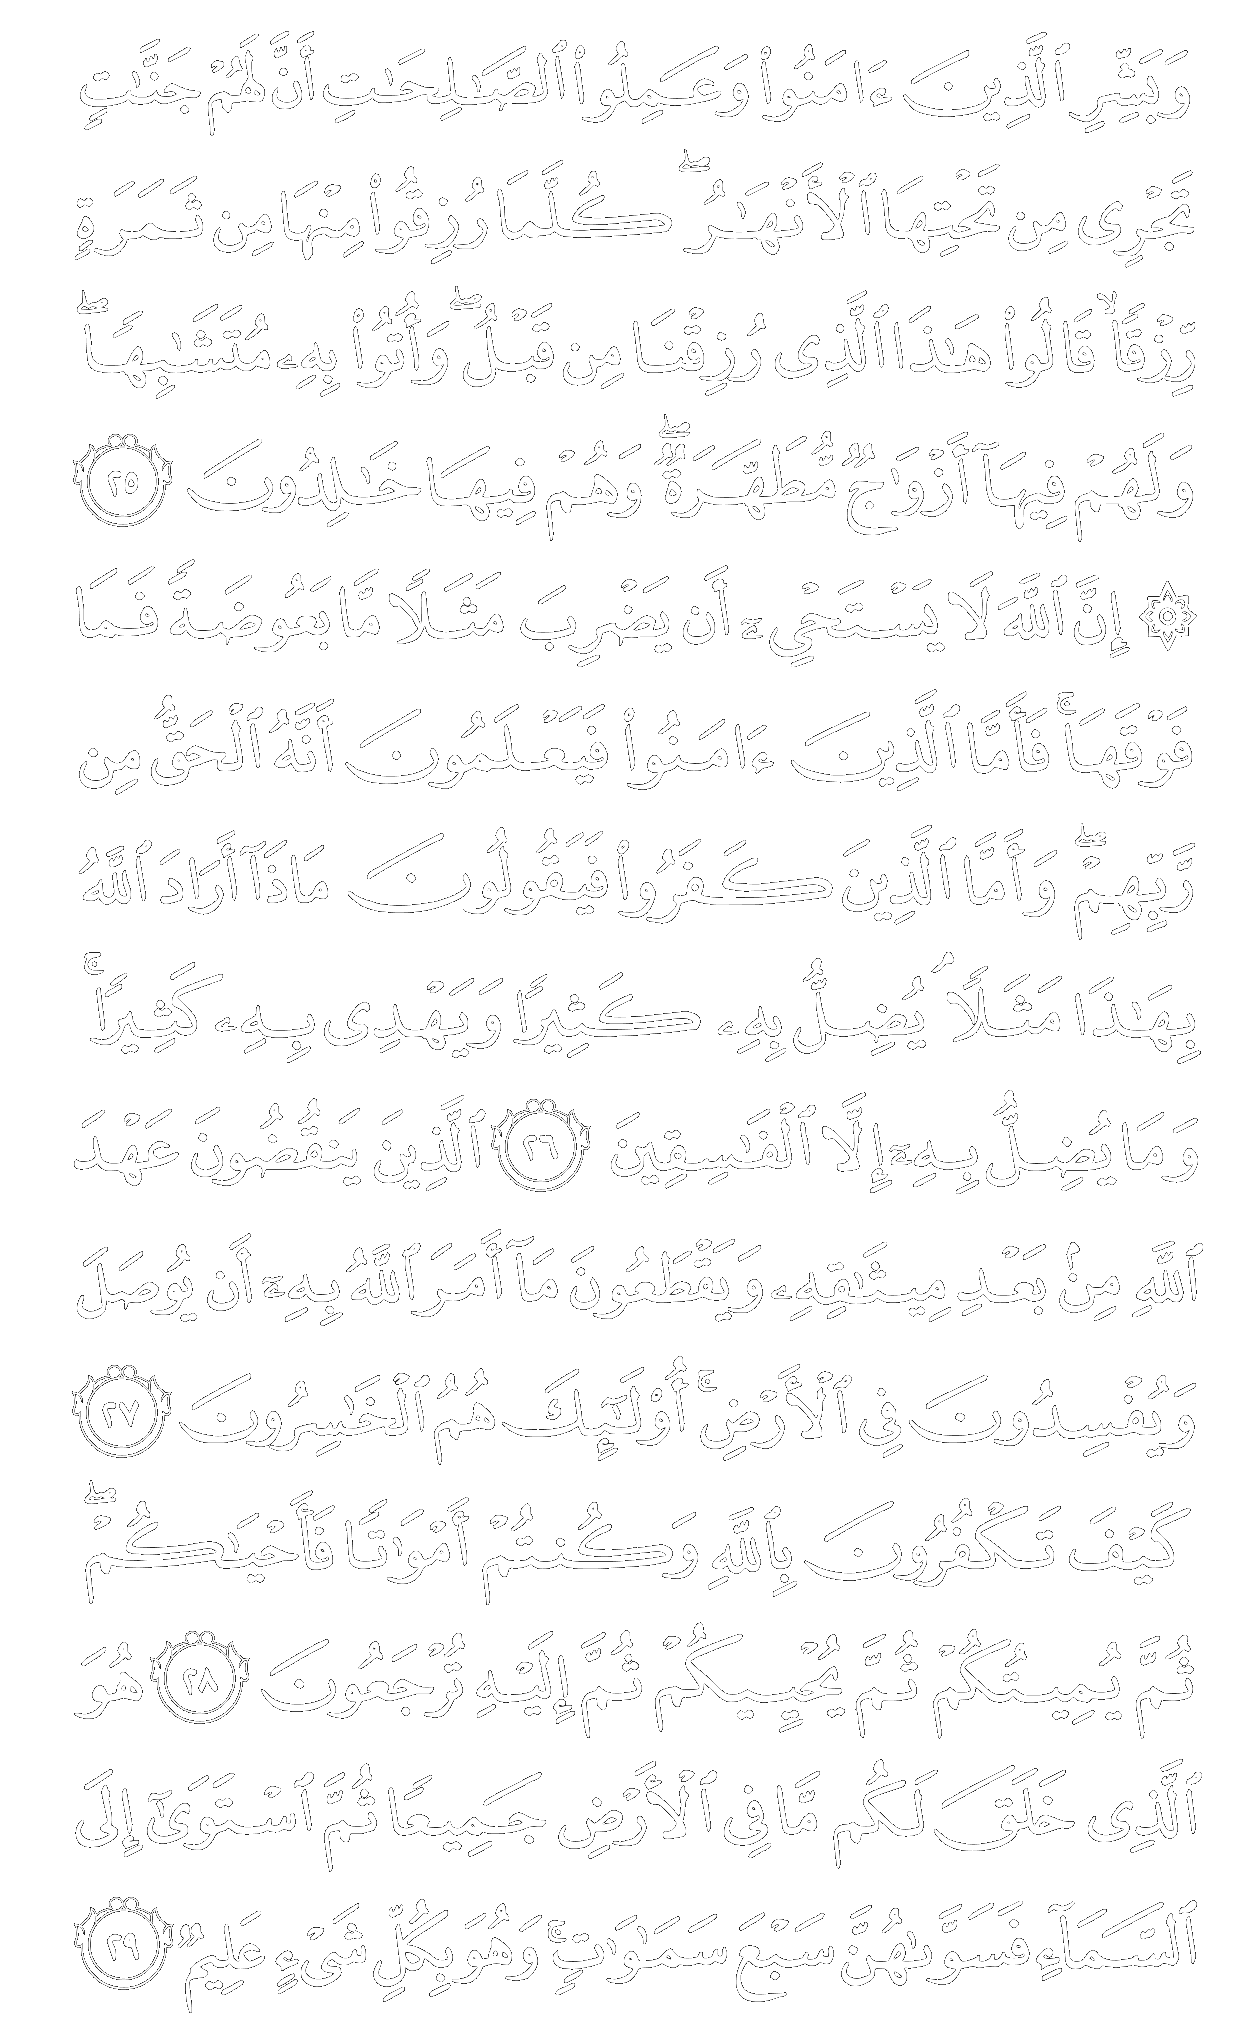 وَبَشِّرِ ٱلَّذِينَ ءَامَنُوا۟ وَعَمِلُوا۟ ٱلصَّـٰلِحَـٰتِ أَنَّ لَهُمْ جَنَّـٰتٍ
تَجْرِى مِن تَحْتِهَا ٱلْأَنْهَـٰرُ ۖ كُلَّمَا رُزِقُوا۟ مِنْهَا مِن ثَمَرَةٍ
رِّزْقًا ۙ قَالُوا۟ هَـٰذَا ٱلَّذِى رُزِقْنَا مِن قَبْلُ ۖ وَأُتُوا۟ بِهِۦ مُتَشَـٰبِهًا ۖ
وَلَهُمْ فِيهَآ أَزْوَٰجٌ مُّطَهَّرَةٌ ۖ وَهُمْ فِيهَا خَـٰلِدُونَ ٢٥
۞ إِنَّ ٱللَّهَ لَا يَسْتَحْىِۦٓ أَن يَضْرِبَ مَثَلًا مَّا بَعُوضَةً فَمَا
فَوْقَهَا ۚ فَأَمَّا ٱلَّذِينَ ءَامَنُوا۟ فَيَعْلَمُونَ أَنَّهُ ٱلْحَقُّ مِن
رَّبِّهِمْ ۖ وَأَمَّا ٱلَّذِينَ كَفَرُوا۟ فَيَقُولُونَ مَاذَآ أَرَادَ ٱللَّهُ
بِهَـٰذَا مَثَلًا ۘ يُضِلُّ بِهِۦ كَثِيرًا وَيَهْدِى بِهِۦ كَثِيرًا ۚ
وَمَا يُضِلُّ بِهِۦٓ إِلَّا ٱلْفَـٰسِقِينَ ٢٦ ٱلَّذِينَ يَنقُضُونَ عَهْدَ
ٱللَّهِ مِنۢ بَعْدِ مِيثَـٰقِهِۦ وَيَقْطَعُونَ مَآ أَمَرَ ٱللَّهُ بِهِۦٓ أَن يُوصَلَ
وَيُفْسِدُونَ فِى ٱلْأَرْضِ ۚ أُو۟لَـٰٓئِكَ هُمُ ٱلْخَـٰسِرُونَ ٢٧
كَيْفَ تَكْفُرُونَ بِٱللَّهِ وَكُنتُمْ أَمْوَٰتًا فَأَحْيَـٰكُمْ ۖ
ثُمَّ يُمِيتُكُمْ ثُمَّ يُحْيِيكُمْ ثُمَّ إِلَيْهِ تُرْجَعُونَ ٢٨ هُوَ
ٱلَّذِى خَلَقَ لَكُم مَّا فِى ٱلْأَرْضِ جَمِيعًا ثُمَّ ٱسْتَوَىٰٓ إِلَى
ٱلسَّمَآءِ فَسَوَّىٰهُنَّ سَبْعَ سَمَـٰوَٰتٍ ۚ وَهُوَ بِكُلِّ شَىْءٍ عَلِيمٌ ٢٩